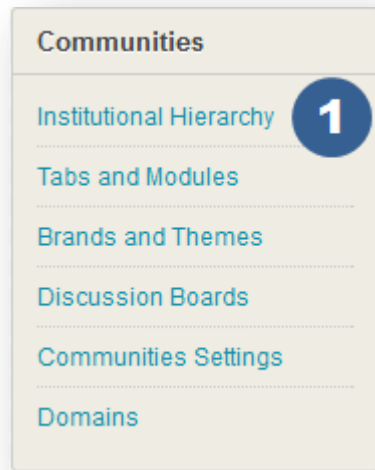 Communities
Institutional Hierarchy 1
Tabs and Modules
Brands and Themes
Discussion Boards
Communities Settings
Domains